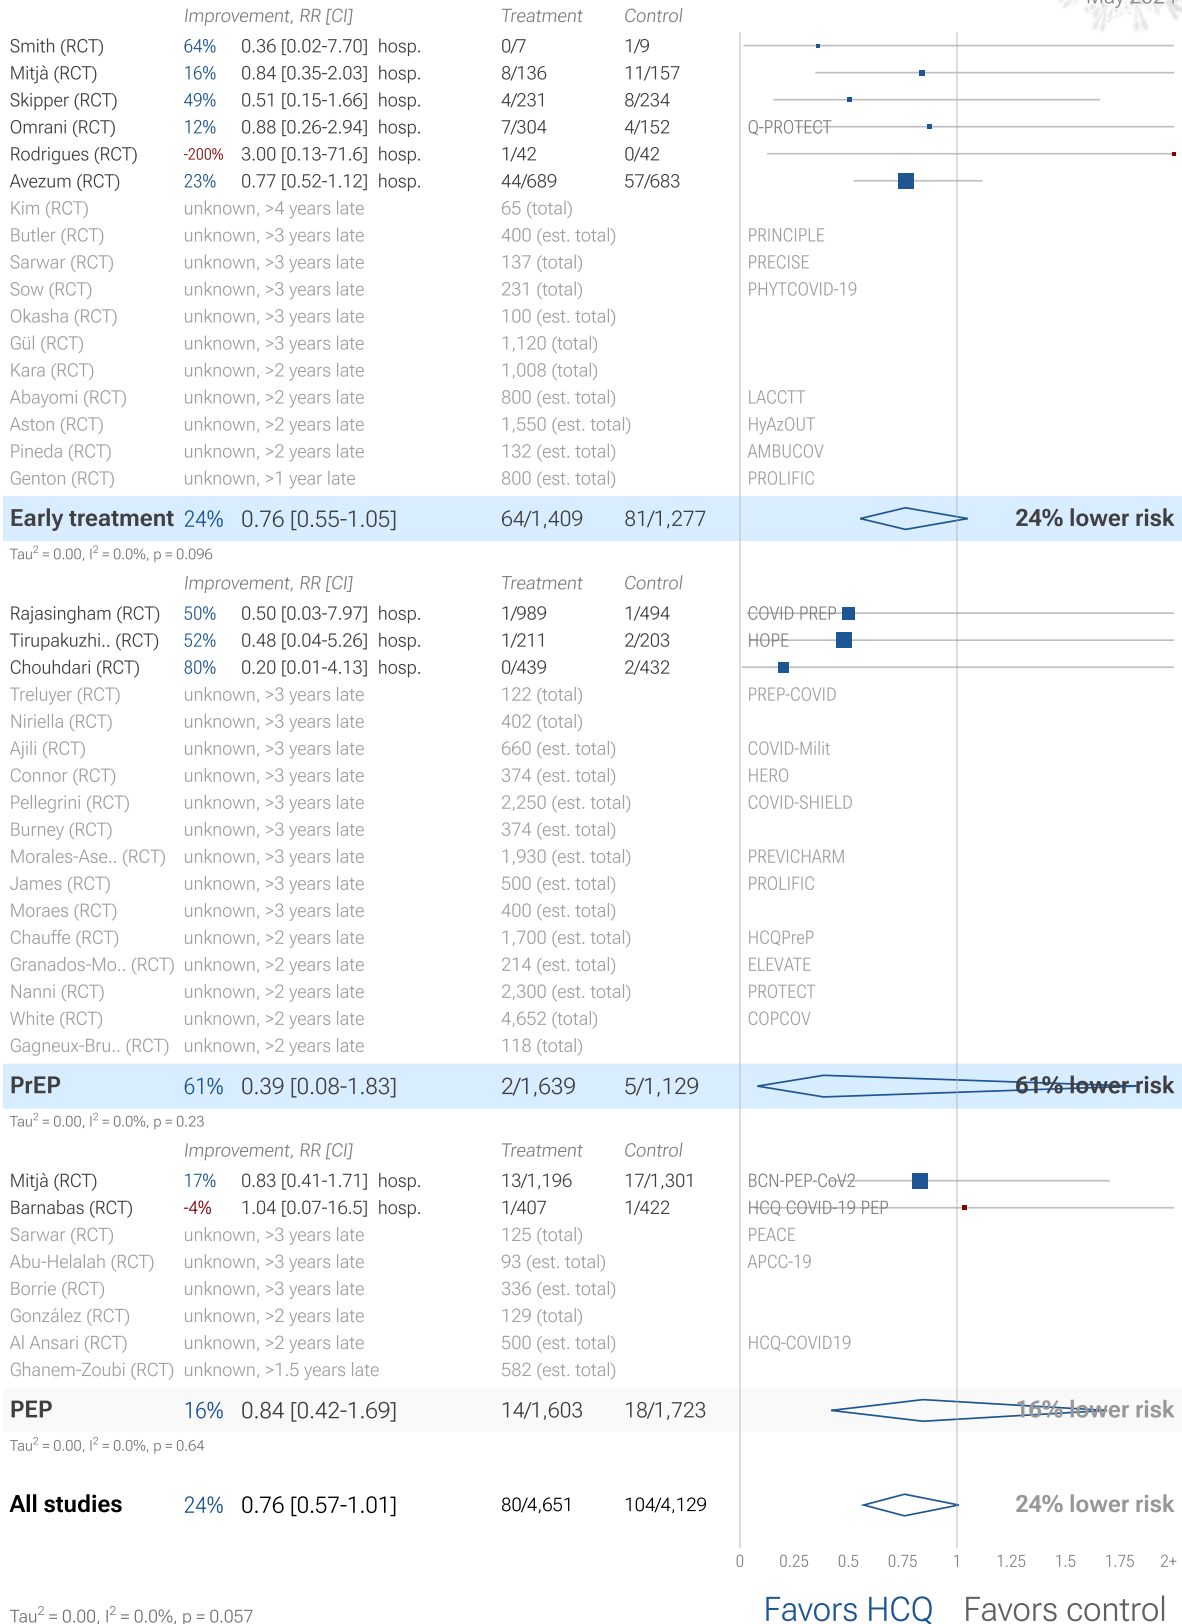 May 2024
Improvement, RR [CI] Treatment Control
Smith (RCT) 64% 0.36 [0.02-7.70] hosp. 0/7 1/9
Mitjà (RCT) 16% 0.84 [0.35-2.03] hosp. 8/136 11/157
Skipper (RCT) 49% 0.51 [0.15-1.66] hosp. 4/231 8/234
Omrani (RCT) 12% 0.88 [0.26-2.94] hosp. 7/304 4/152 Q-PROTECT
Rodrigues (RCT) -200% 3.00 [0.13-71.6] hosp. 1/42 0/42
Avezum (RCT) 23% 0.77 [0.52-1.12] hosp. 44/689 57/683
Kim (RCT) unknown, >4 years late 65 (total)
Butler (RCT) unknown, >3 years late 400 (est. total) PRINCIPLE
Sarwar (RCT) unknown, >3 years late 137 (total) PRECISE
Sow (RCT) unknown, >3 years late 231 (total) PHYTCOVID-19
Okasha (RCT) unknown, >3 years late 100 (est. total)
Gül (RCT) unknown, >3 years late 1,120 (total)
Kara (RCT) unknown, >2 years late 1,008 (total)
Abayomi (RCT) unknown, >2 years late 800 (est. total) LACCTT
Aston (RCT) unknown, >2 years late 1,550 (est. total) HyAzOUT
Pineda (RCT) unknown, >2 years late 132 (est. total) AMBUCOV
Genton (RCT) unknown, >1 year late 800 (est. total) PROLIFIC
Early treatment 24% 0.76 [0.55-1.05] 64/1,409 81/1,277 24% lower risk
Tau² = 0.00, I² = 0.0%, p = 0.096
Improvement, RR [CI] Treatment Control
Rajasingham (RCT) 50% 0.50 [0.03-7.97] hosp. 1/989 1/494 COVID PREP
Tirupakuzhi.. (RCT) 52% 0.48 [0.04-5.26] hosp. 1/211 2/203 HOPE
Chouhdari (RCT) 80% 0.20 [0.01-4.13] hosp. 0/439 2/432
Treluyer (RCT) unknown, >3 years late 122 (total) PREP-COVID
Niriella (RCT) unknown, >3 years late 402 (total)
Ajili (RCT) unknown, >3 years late 660 (est. total) COVID-Milit
Connor (RCT) unknown, >3 years late 374 (est. total) HERO
Pellegrini (RCT) unknown, >3 years late 2,250 (est. total) COVID-SHIELD
Burney (RCT) unknown, >3 years late 374 (est. total)
Morales-Ase.. (RCT) unknown, >3 years late 1,930 (est. total) PREVICHARM
James (RCT) unknown, >3 years late 500 (est. total) PROLIFIC
Moraes (RCT) unknown, >3 years late 400 (est. total)
Chauffe (RCT) unknown, >2 years late 1,700 (est. total) HCQPreP
Granados-Mo.. (RCT) unknown, >2 years late 214 (est. total) ELEVATE
Nanni (RCT) unknown, >2 years late 2,300 (est. total) PROTECT
White (RCT) unknown, >2 years late 4,652 (total) COPCOV
Gagneux-Bru.. (RCT) unknown, >2 years late 118 (total)
PrEP 61% 0.39 [0.08-1.83] 2/1,639 5/1,129 61% lower risk
Tau² = 0.00, I² = 0.0%, p = 0.23
Improvement, RR [CI] Treatment Control
Mitjà (RCT) 17% 0.83 [0.41-1.71] hosp. 13/1,196 17/1,301 BCN-PEP-CoV2
Barnabas (RCT) -4% 1.04 [0.07-16.5] hosp. 1/407 1/422 HCQ COVID-19 PEP
Sarwar (RCT) unknown, >3 years late 125 (total) PEACE
Abu-Helalah (RCT) unknown, >3 years late 93 (est. total) APCC-19
Borrie (RCT) unknown, >3 years late 336 (est. total)
González (RCT) unknown, >2 years late 129 (total)
Al Ansari (RCT) unknown, >2 years late 500 (est. total) HCQ-COVID19
Ghanem-Zoubi (RCT) unknown, >1.5 years late 582 (est. total)
PEP 16% 0.84 [0.42-1.69] 14/1,603 18/1,723 16% lower risk
Tau² = 0.00, I² = 0.0%, p = 0.64
All studies 24% 0.76 [0.57-1.01] 80/4,651 104/4,129 24% lower risk
0 0.25 0.5 0.75 1 1.25 1.5 1.75 2+
Tau² = 0.00, I² = 0.0%, p = 0.057 Favors HCQ Favors control